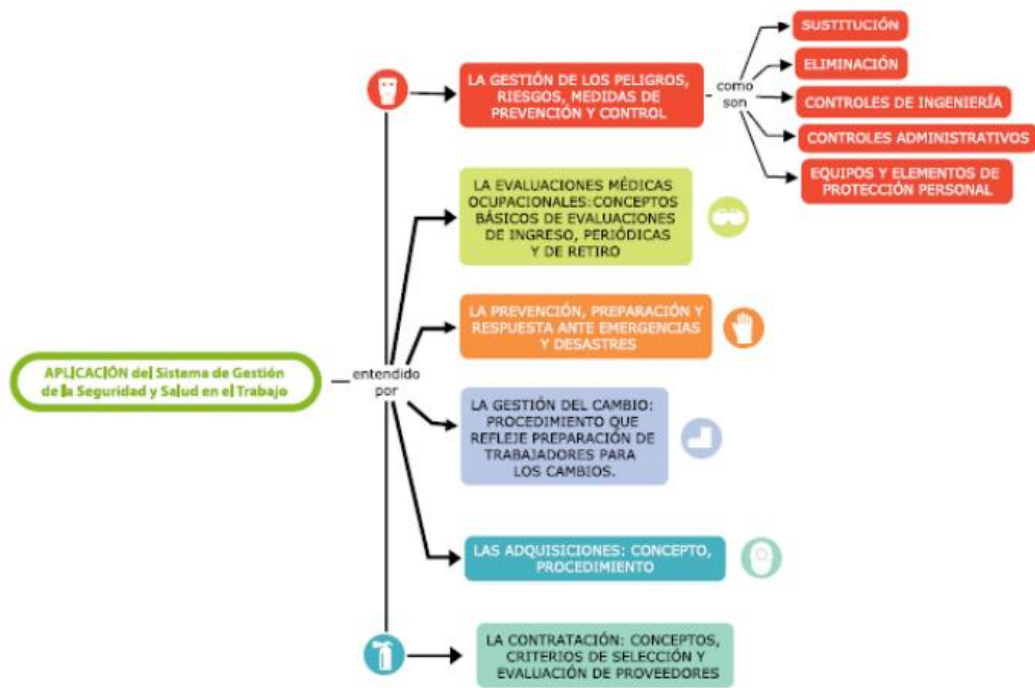 APLICACIÓN del Sistema de Gestión
de la Seguridad y Salud en el Trabajo
entendido
por
LA GESTIÓN DE LOS PELIGROS,
RIESGOS, MEDIDAS DE
PREVENCIÓN Y CONTROL
como
son
SUSTITUCIÓN
ELIMINACIÓN
CONTROLES DE INGENIERÍA
CONTROLES ADMINISTRATIVOS
EQUIPOS Y ELEMENTOS DE
PROTECCIÓN PERSONAL
LA EVALUACIONES MÉDICAS
OCUPACIONALES:CONCEPTOS
BÁSICOS DE EVALUACIONES
DE INGRESO, PERIÓDICAS
Y DE RETIRO
LA PREVENCIÓN, PREPARACIÓN Y
RESPUESTA ANTE EMERGENCIAS
Y DESASTRES
LA GESTIÓN DEL CAMBIO:
PROCEDIMIENTO QUE
REFLEJE PREPARACIÓN DE
TRABAJADORES PARA
LOS CAMBIOS.
LAS ADQUISICIONES: CONCEPTO,
PROCEDIMIENTO
LA CONTRATACIÓN: CONCEPTOS,
CRITERIOS DE SELECCIÓN Y
EVALUACIÓN DE PROVEEDORES